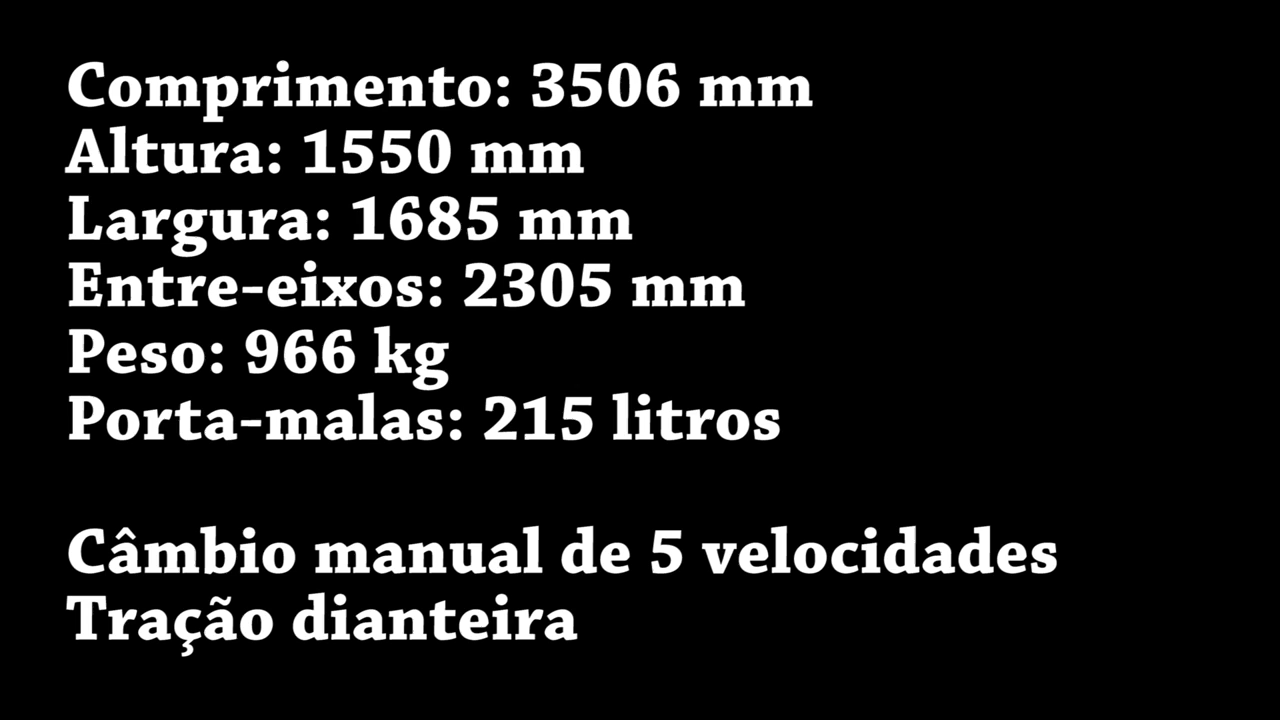 Comprimento: 3506 mm
Altura: 1550 mm
Largura: 1685 mm
Entre-eixos: 2305 mm
Peso: 966 kg
Porta-malas: 215 litros
Câmbio manual de 5 velocidades
Tração dianteira